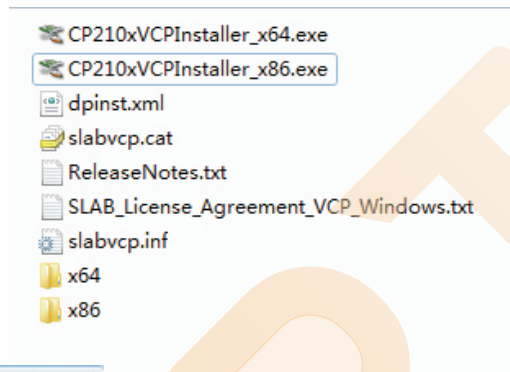 CP210xVCPInstaller_x64.exe
CP210xVCPInstaller_x86.exe
dpinst.xml
slabvcp.cat
ReleaseNotes.txt
SLAB_License_Agreement_VCP_Windows.txt
slabvcp.inf
x64
x86